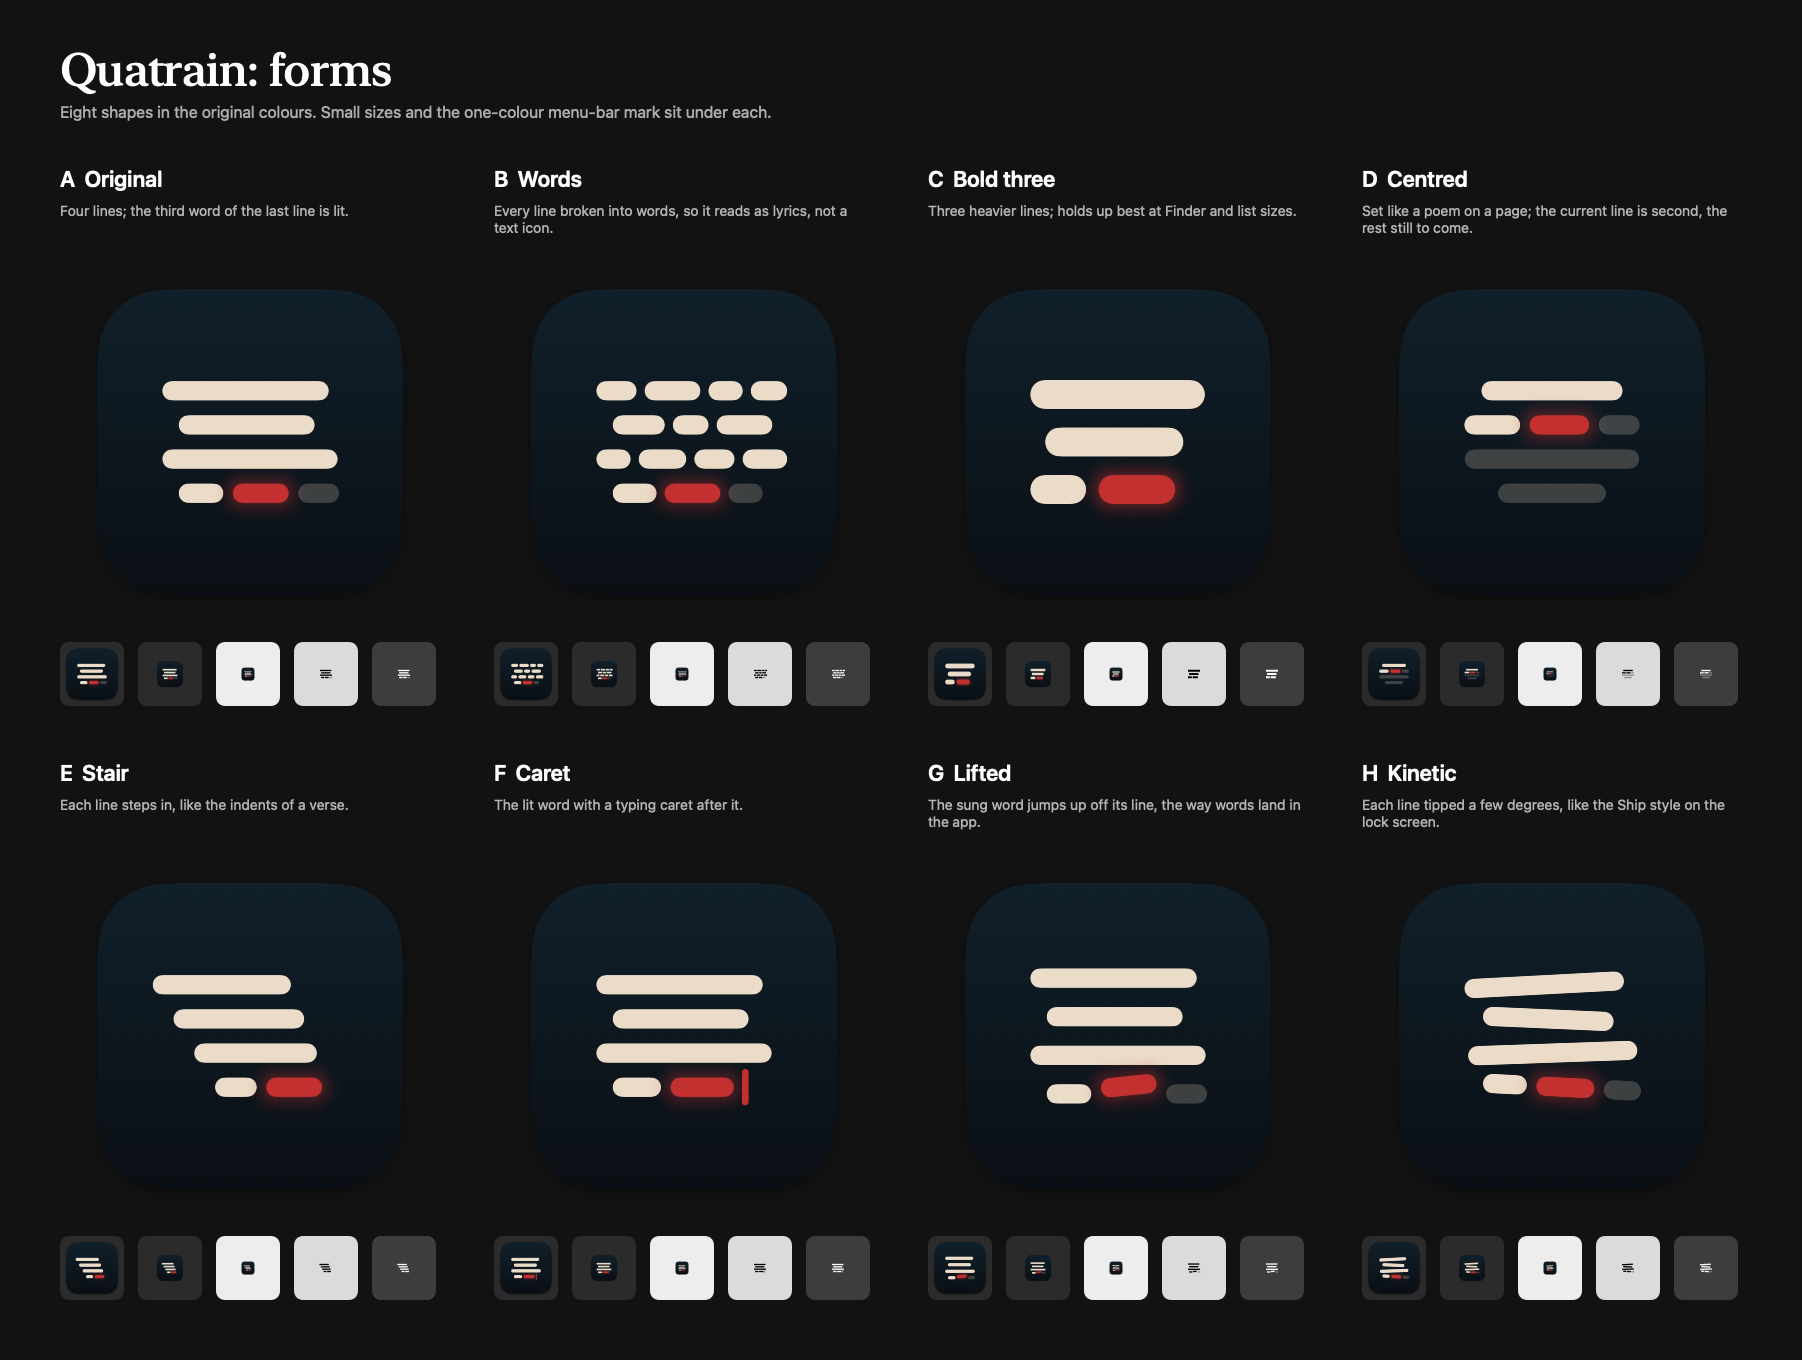 Quatrain: forms
Eight shapes in the original colours. Small sizes and the one-colour menu-bar mark sit under each.
A Original
Four lines; the third word of the last line is lit.
B Words
Every line broken into words, so it reads as lyrics, not a
text icon.
C Bold three
Three heavier lines; holds up best at Finder and list sizes.
D Centred
Set like a poem on a page; the current line is second, the
rest still to come.
E Stair
Each line steps in, like the indents of a verse.
F Caret
The lit word with a typing caret after it.
G Lifted
The sung word jumps up off its line, the way words land in
the app.
H Kinetic
Each line tipped a few degrees, like the Ship style on the
lock screen.